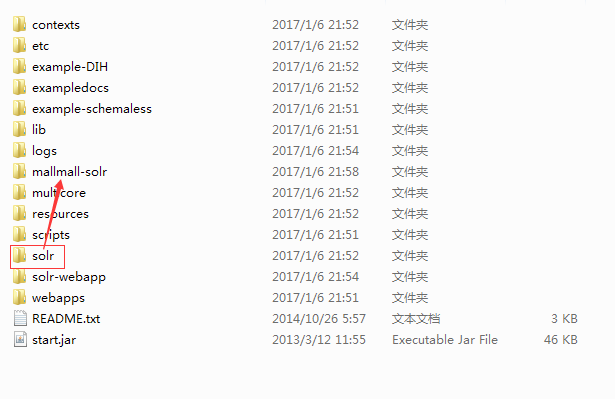 contexts 2017/1/6 21:52 文件夹
etc 2017/1/6 21:52 文件夹
example-DIH 2017/1/6 21:52 文件夹
exampledocs 2017/1/6 21:52 文件夹
example-schemaless 2017/1/6 21:51 文件夹
lib 2017/1/6 21:51 文件夹
logs 2017/1/6 21:54 文件夹
mallmall-solr 2017/1/6 21:58 文件夹
multicore 2017/1/6 21:52 文件夹
resources 2017/1/6 21:52 文件夹
scripts 2017/1/6 21:51 文件夹
solr 2017/1/6 21:52 文件夹
solr-webapp 2017/1/6 21:54 文件夹
webapps 2017/1/6 21:51 文件夹
README.txt 2014/10/26 5:57 文本文档 3 KB
start.jar 2013/3/12 11:55 Executable Jar File 46 KB